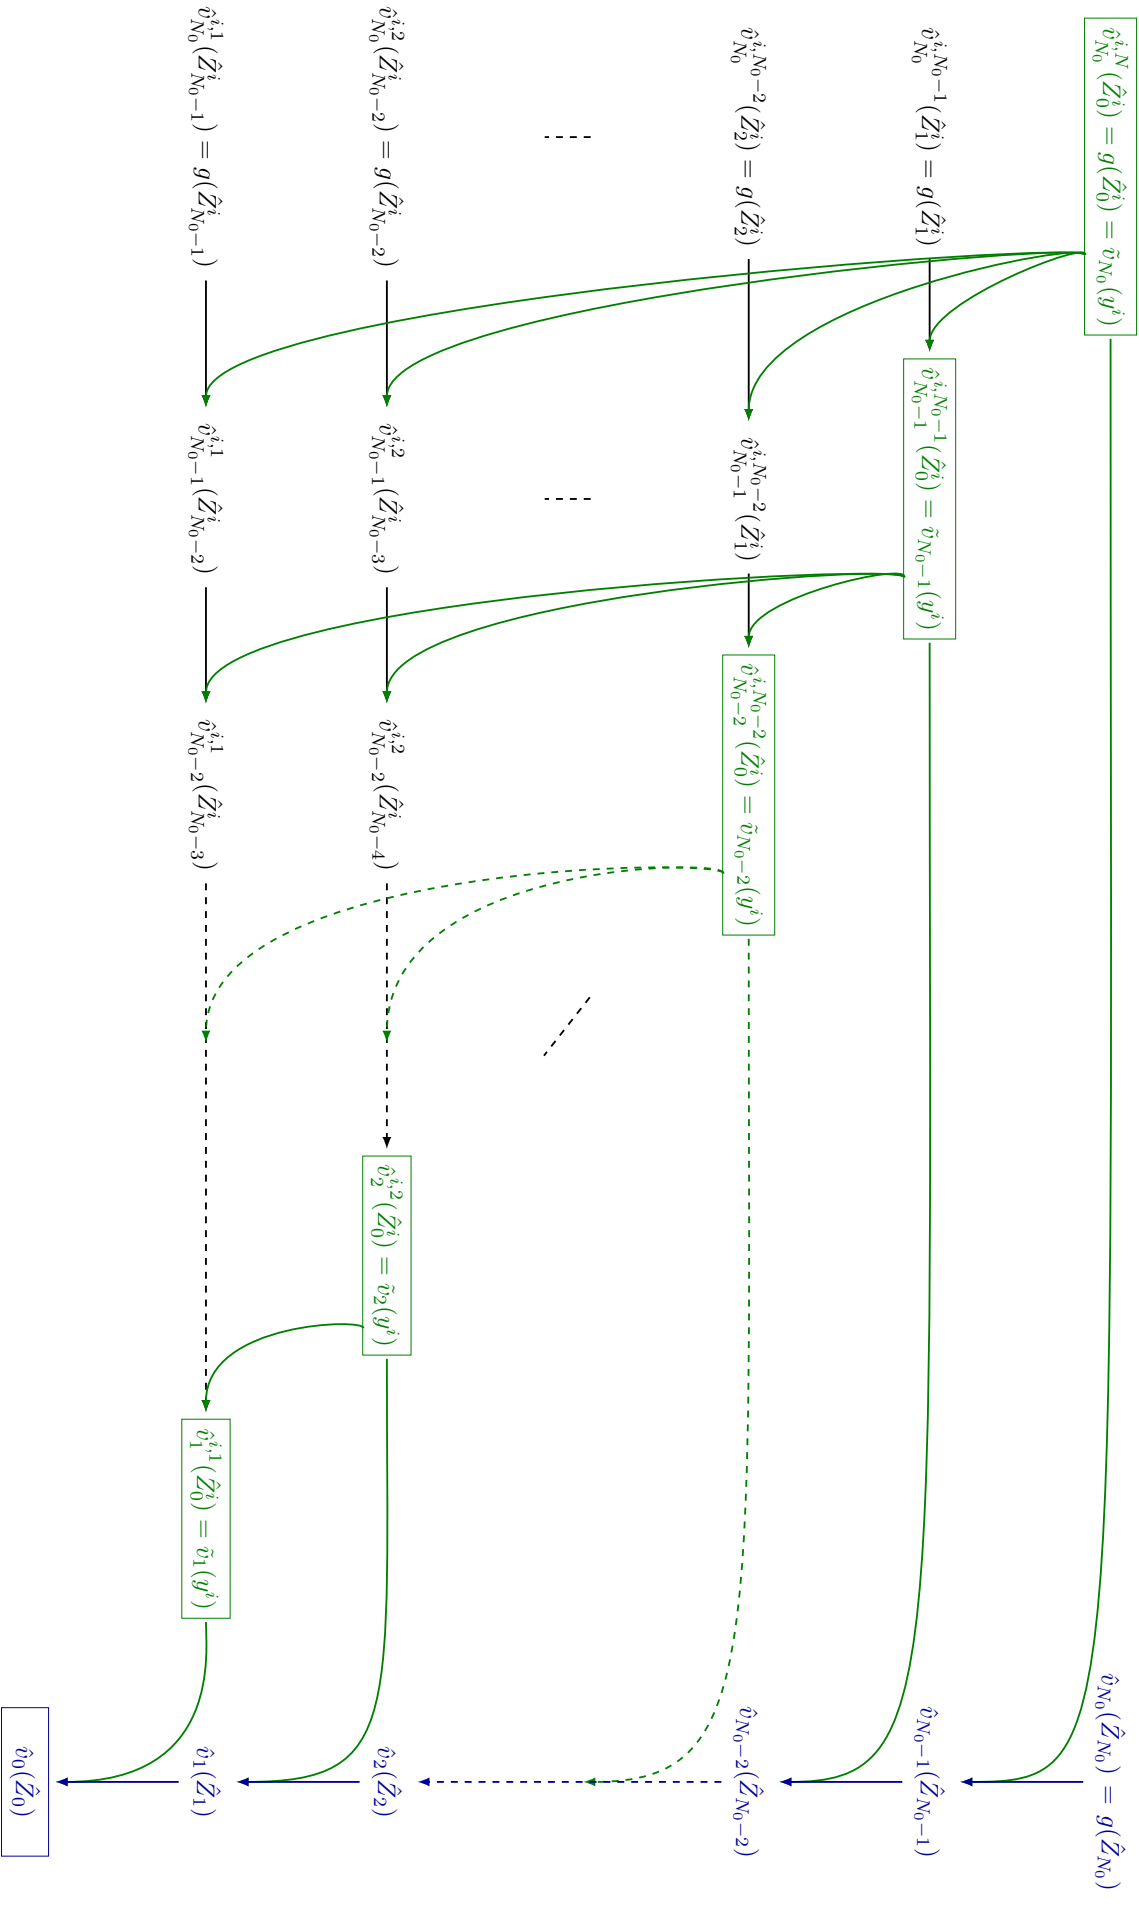 $\hat{v}^{i,N}_{N_0}(\hat{Z}^i_0) = g(\hat{Z}^i_0) = \tilde{v}_{N_0}(y^i)$
$\hat{v}_{N_0}(\hat{Z}_{N_0}) = g(\hat{Z}_{N_0})$
$\hat{v}^{i,N_0-1}_{N_0}(\hat{Z}^i_1) = g(\hat{Z}^i_1)$
$\hat{v}^{i,N_0-1}_{N_0-1}(\hat{Z}^i_0) = \tilde{v}_{N_0-1}(y^i)$
$\hat{v}_{N_0-1}(\hat{Z}_{N_0-1})$
$\hat{v}^{i,N_0-2}_{N_0}(\hat{Z}^i_2) = g(\hat{Z}^i_2)$
$\hat{v}^{i,N_0-2}_{N_0-1}(\hat{Z}^i_1)$
$\hat{v}^{i,N_0-2}_{N_0-2}(\hat{Z}^i_0) = \tilde{v}_{N_0-2}(y^i)$
$\hat{v}_{N_0-2}(\hat{Z}_{N_0-2})$
$\hat{v}^{i,2}_{N_0}(\hat{Z}^i_{N_0-2}) = g(\hat{Z}^i_{N_0-2})$
$\hat{v}^{i,2}_{N_0-1}(\hat{Z}^i_{N_0-3})$
$\hat{v}^{i,2}_{N_0-2}(\hat{Z}^i_{N_0-4})$
$\hat{v}^{i,2}_2(\hat{Z}^i_0) = \tilde{v}_2(y^i)$
$\hat{v}_2(\hat{Z}_2)$
$\hat{v}^{i,1}_{N_0}(\hat{Z}^i_{N_0-1}) = g(\hat{Z}^i_{N_0-1})$
$\hat{v}^{i,1}_{N_0-1}(\hat{Z}^i_{N_0-2})$
$\hat{v}^{i,1}_{N_0-2}(\hat{Z}^i_{N_0-3})$
$\hat{v}^{i,1}_1(\hat{Z}^i_0) = \tilde{v}_1(y^i)$
$\hat{v}_1(\hat{Z}_1)$
$\hat{v}_0(\hat{Z}_0)$